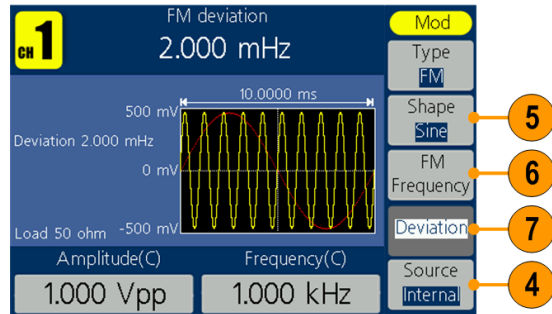 CH 1
FM deviation
2.000 mHz
10.0000 ms
500 mV
Deviation 2.000 mHz
0 mV
Load 50 ohm
-500 mV
Amplitude(C)
1.000 Vpp
Frequency(C)
1.000 kHz
Mod
Type
FM
Shape
Sine
5
FM
Frequency
6
Deviation
7
Source
Internal
4